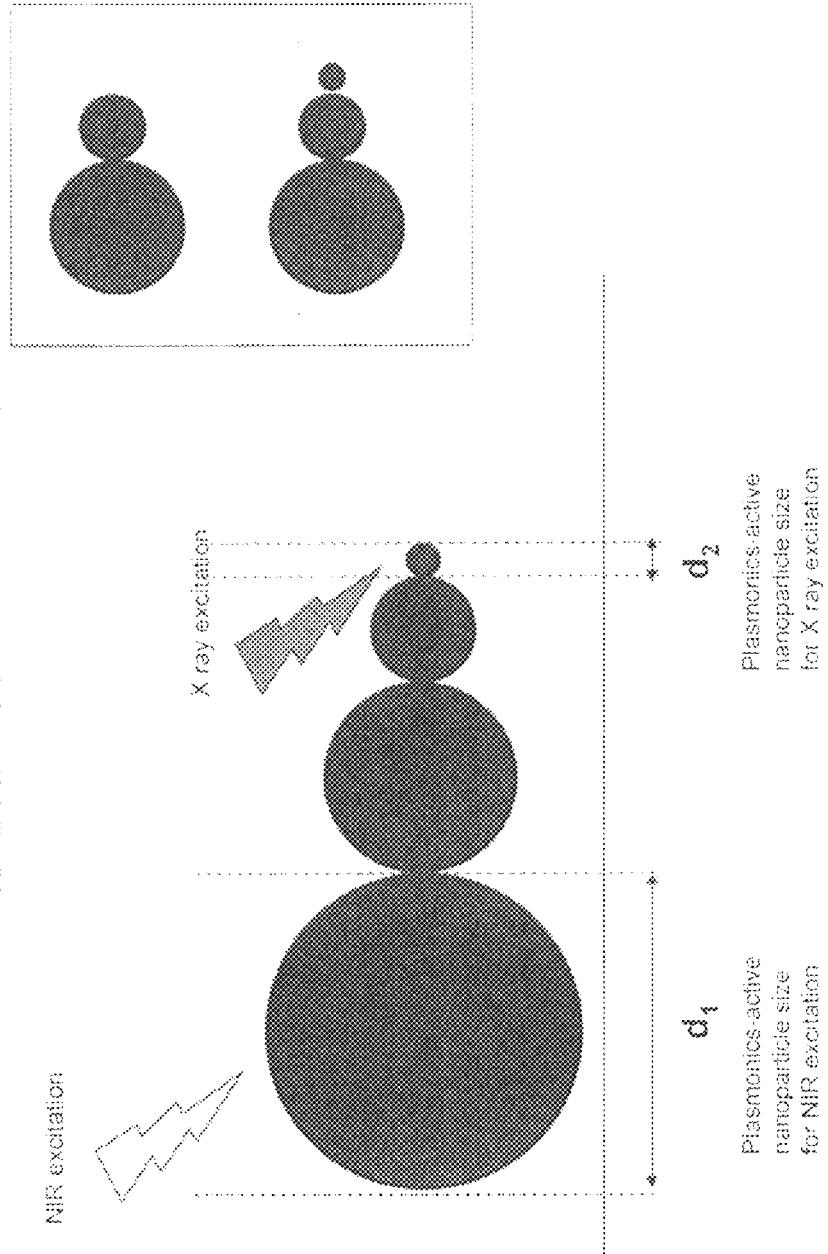 NIR excitation
X ray excitation
d1
d2
Plasmonics-active
nanoparticle size
for NIR excitation
Plasmonics-active
nanoparticle size
for X ray excitation